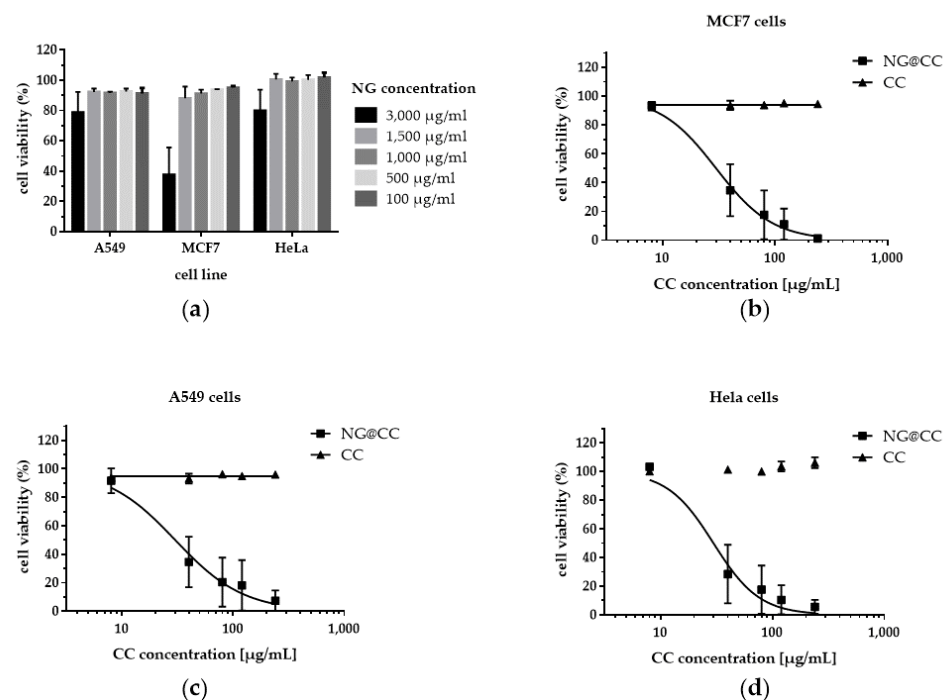 120
100
80
60
40
20
0
cell viability (%)
A549 MCF7 HeLa
cell line
NG concentration
3,000 µg/ml
1,500 µg/ml
1,000 µg/ml
500 µg/ml
100 µg/ml
(a)
MCF7 cells
120
100
80
60
40
20
0
cell viability (%)
10 100 1,000
CC concentration [µg/mL]
NG@CC
CC
(b)
A549 cells
120
100
80
60
40
20
0
cell viability (%)
10 100 1,000
CC concentration [µg/mL]
NG@CC
CC
(c)
Hela cells
120
100
80
60
40
20
0
cell viability (%)
10 100 1,000
CC concentration [µg/mL]
NG@CC
CC
(d)